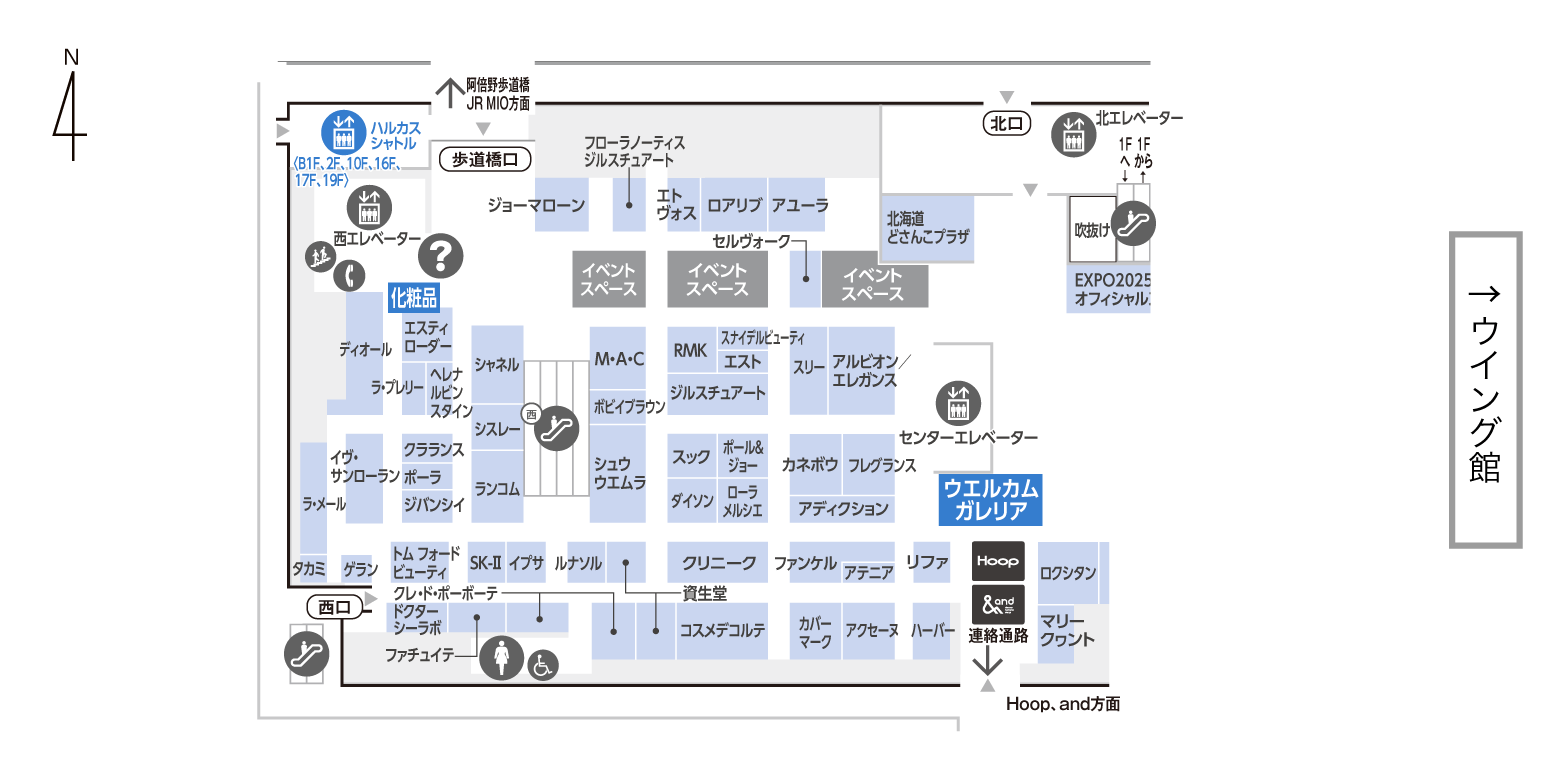 N
阿倍野歩道橋
JR MIO方面
歩道橋口
ハルカス
シャトル
〈B1F、2F、10F、16F、
17F、19F〉
西エレベーター
?
化粧品
フローラノーティス
ジルスチュアート
ジョーマローン
エト
ヴォス
ロアリブ
アユーラ
セルヴォーク
イベント
スペース
イベント
スペース
イベント
スペース
北口
北エレベーター
1F
へ
1F
から
吹抜け
北海道
どさんこプラザ
EXPO2025
オフィシャル
→ウイング館
ディオール
エスティ
ローダー
ラ・プレリー
ヘレナ
ルビン
スタイン
シャネル
シスレー
ランコム
西
M・A・C
ボビイブラウン
シュウ
ウエムラ
RMK
スナイデルビューティ
エスト
ジルスチュアート
スリー
アルビオン／
エレガンス
センターエレベーター
イヴ・
サンローラン
クラランス
ポーラ
ジバンシイ
ラ・メール
スック
ポール&
ジョー
ダイソン
ローラ
メルシエ
カネボウ
フレグランス
アディクション
ウエルカム
ガレリア
タカミ
ゲラン
トム フォード
ビューティ
SK-II
イプサ
ルナソル
クリニーク
ファンケル
アテニア
リファ
Hoop
ロクシタン
西口
クレ・ド・ポーボーテ
資生堂
ドクター
シーラボ
ファチュイテ
コスメデコルテ
カバー
マーク
アクセーヌ
ハーバー
&and
連絡通路
マリー
クヮント
Hoop、and方面